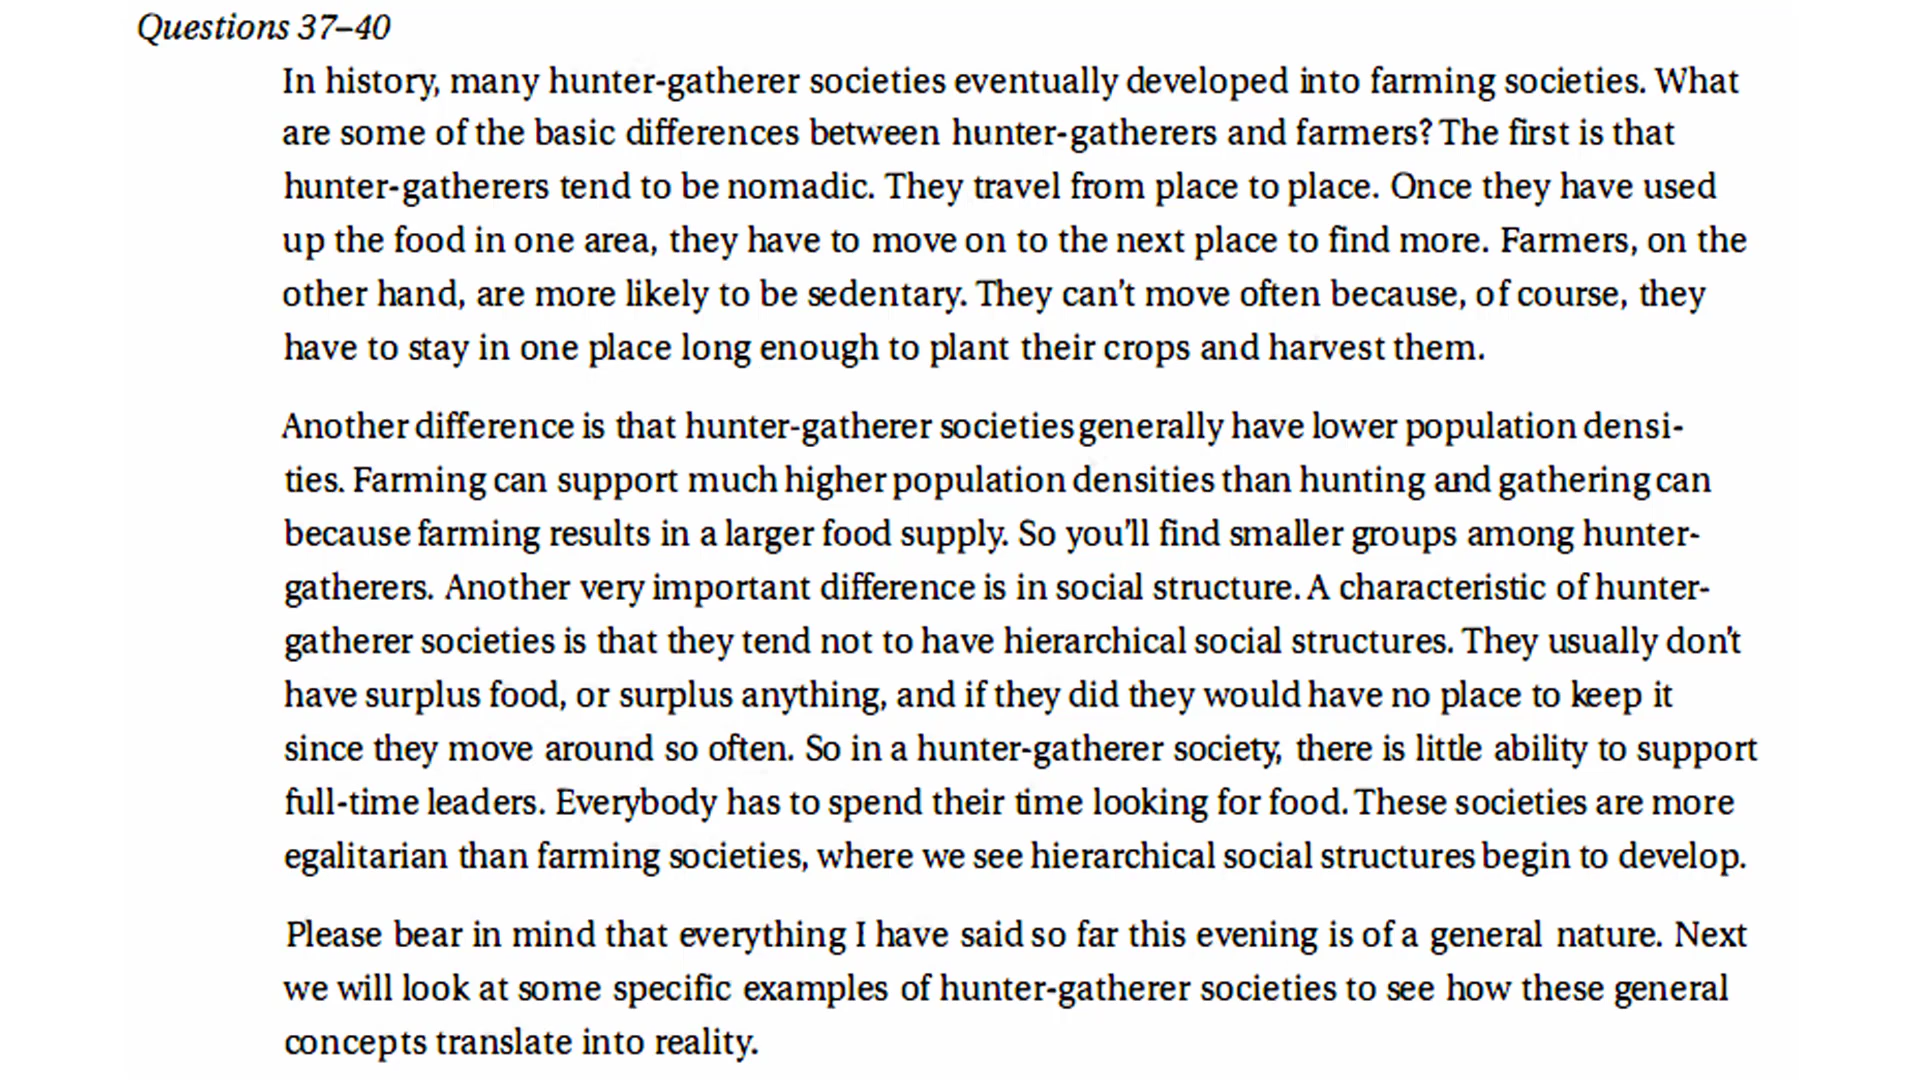 Questions 37–40
In history, many hunter-gatherer societies eventually developed into farming societies. What
are some of the basic differences between hunter-gatherers and farmers? The first is that
hunter-gatherers tend to be nomadic. They travel from place to place. Once they have used
up the food in one area, they have to move on to the next place to find more. Farmers, on the
other hand, are more likely to be sedentary. They can't move often because, of course, they
have to stay in one place long enough to plant their crops and harvest them.
Another difference is that hunter-gatherer societies generally have lower population densi-
ties. Farming can support much higher population densities than hunting and gathering can
because farming results in a larger food supply. So you'll find smaller groups among hunter-
gatherers. Another very important difference is in social structure. A characteristic of hunter-
gatherer societies is that they tend not to have hierarchical social structures. They usually don't
have surplus food, or surplus anything, and if they did they would have no place to keep it
since they move around so often. So in a hunter-gatherer society, there is little ability to support
full-time leaders. Everybody has to spend their time looking for food. These societies are more
egalitarian than farming societies, where we see hierarchical social structures begin to develop.
Please bear in mind that everything I have said so far this evening is of a general nature. Next
we will look at some specific examples of hunter-gatherer societies to see how these general
concepts translate into reality.